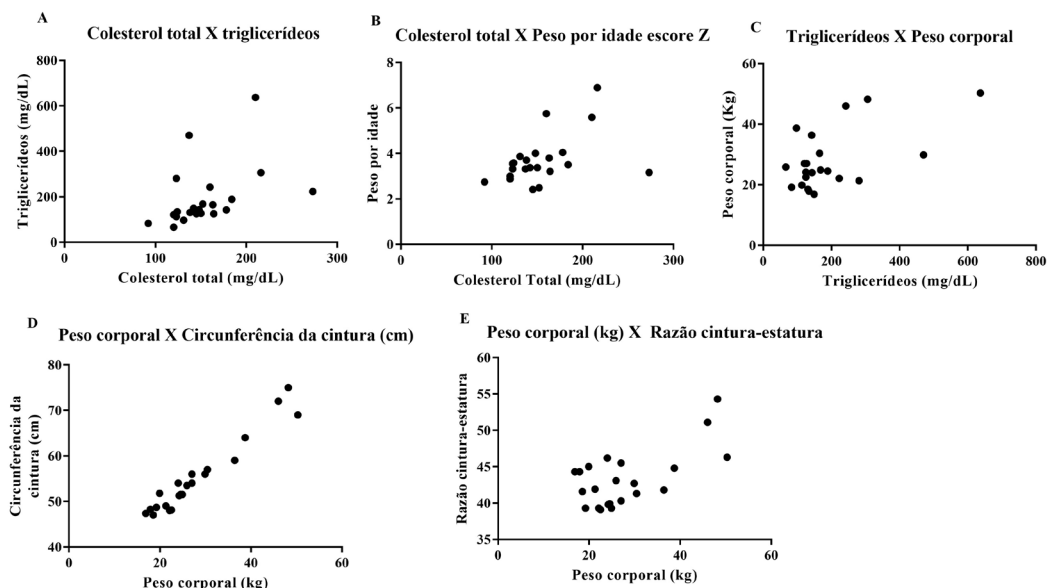 A
Colesterol total X triglicerídeos
Triglicerídeos (mg/dL)
800
600
400
200
0
0 100 200 300
Colesterol total (mg/dL)
B
Colesterol total X Peso por idade escore Z
Peso por idade
8
6
4
2
0
0 100 200 300
Colesterol Total (mg/dL)
C
Triglicerídeos X Peso corporal
Peso corporal (Kg)
60
40
20
0
0 200 400 600 800
Triglicerídeos (mg/dL)
D
Peso corporal X Circunferência da cintura (cm)
Circunferência da
cintura (cm)
80
70
60
50
40
0 20 40 60
Peso corporal (kg)
E
Peso corporal (kg) X Razão cintura-estatura
Razão cintura-estatura
60
55
50
45
40
35
0 20 40 60
Peso corporal (kg)